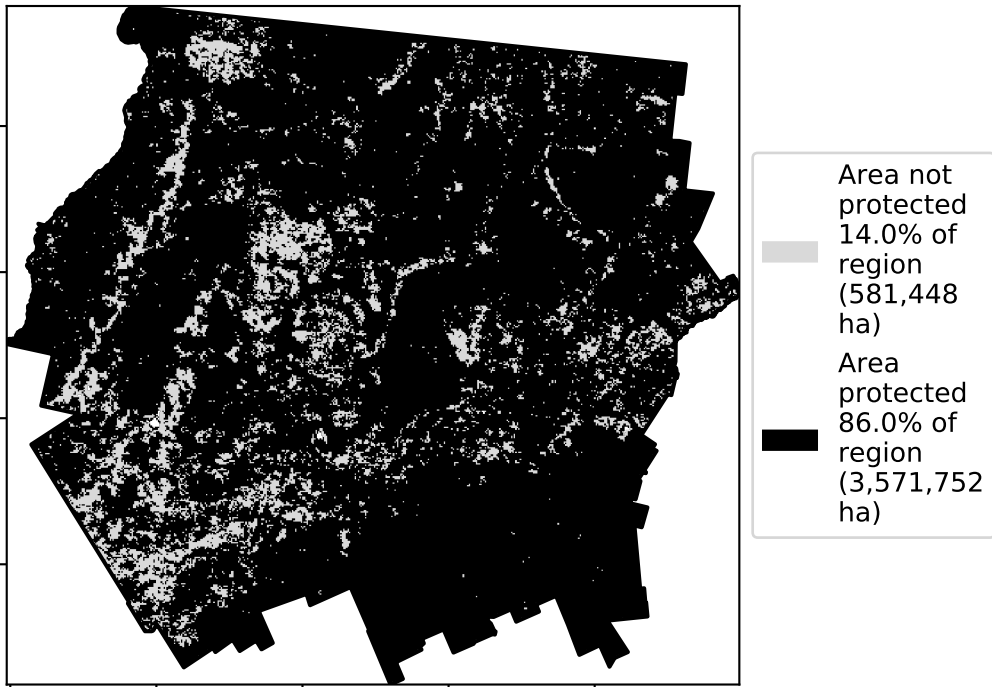 Area not
protected
14.0% of
region
(581,448
ha)
Area
protected
86.0% of
region
(3,571,752
ha)